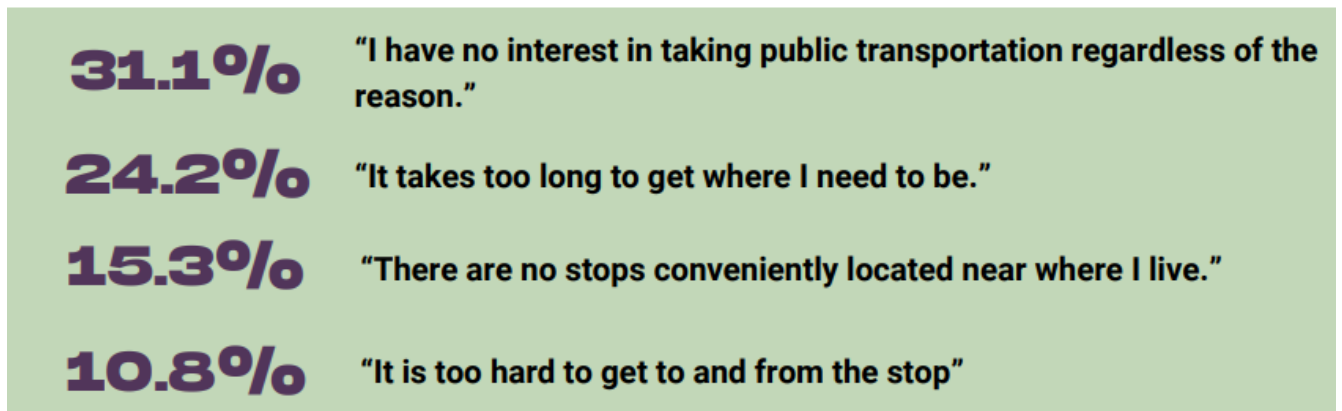 31.1% “I have no interest in taking public transportation regardless of the
reason.”
24.2% “It takes too long to get where I need to be.”
15.3% “There are no stops conveniently located near where I live.”
10.8% “It is too hard to get to and from the stop”